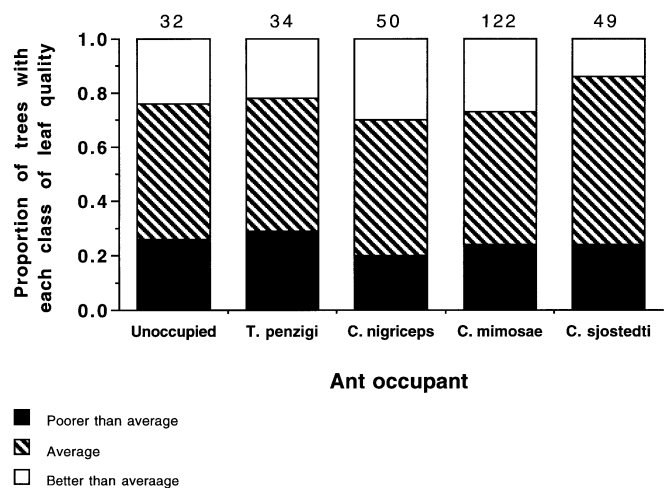 32 34 50 122 49
Proportion of trees with
each class of leaf quality
1.0
0.8
0.6
0.4
0.2
0.0
Unoccupied T. penzigi C. nigriceps C. mimosae C. sjostedti
Ant occupant
Poorer than average
Average
Better than averaage